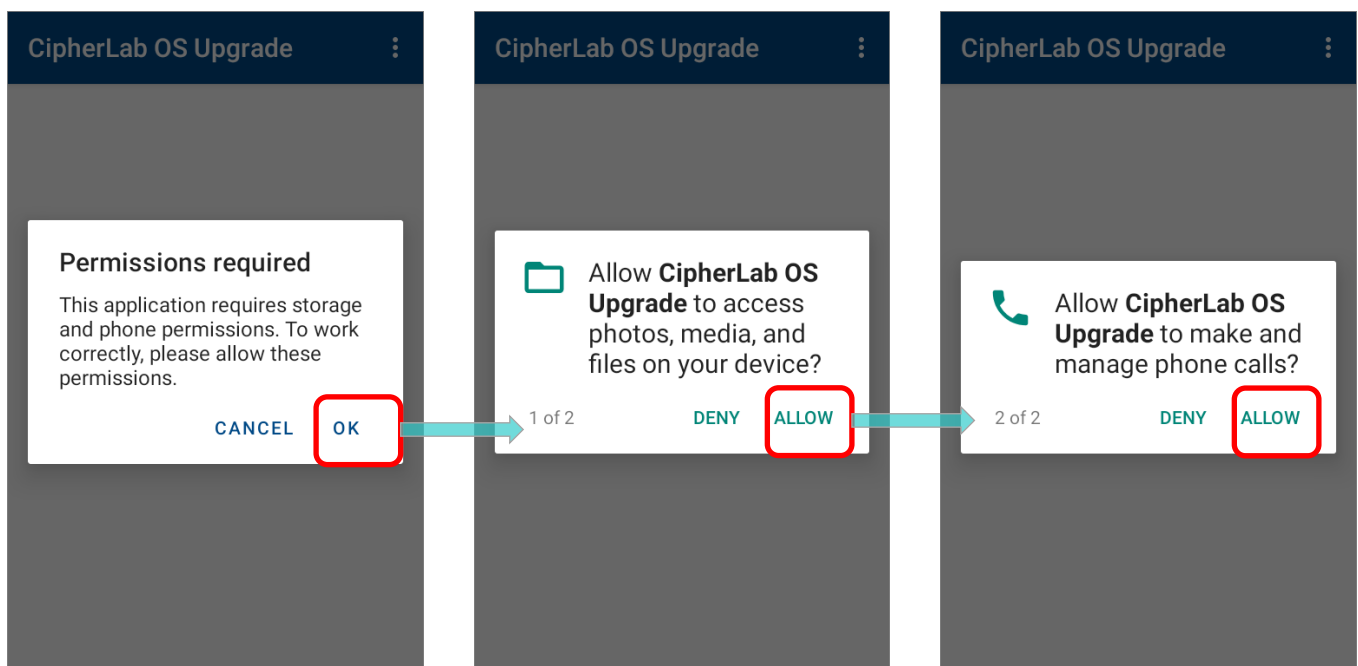 CipherLab OS Upgrade
Permissions required
This application requires storage
and phone permissions. To work
correctly, please allow these
permissions.
CANCEL OK
CipherLab OS Upgrade
Allow CipherLab OS
Upgrade to access
photos, media, and
files on your device?
1 of 2 DENY ALLOW
CipherLab OS Upgrade
Allow CipherLab OS
Upgrade to make and
manage phone calls?
2 of 2 DENY ALLOW